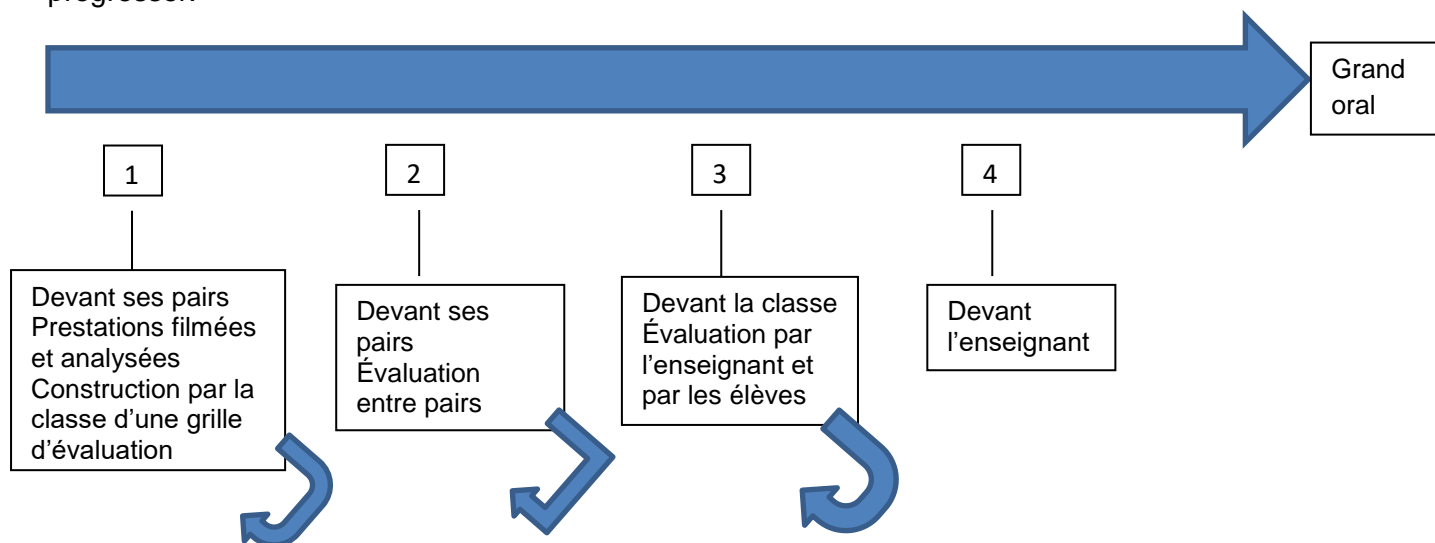 Grand
oral
1
2
3
4
Devant ses pairs
Prestations filmées
et analysées
Construction par la
classe d’une grille
d’évaluation
Devant ses
pairs
Évaluation
entre pairs
Devant la classe
Évaluation par
l’enseignant et
par les élèves
Devant
l’enseignant